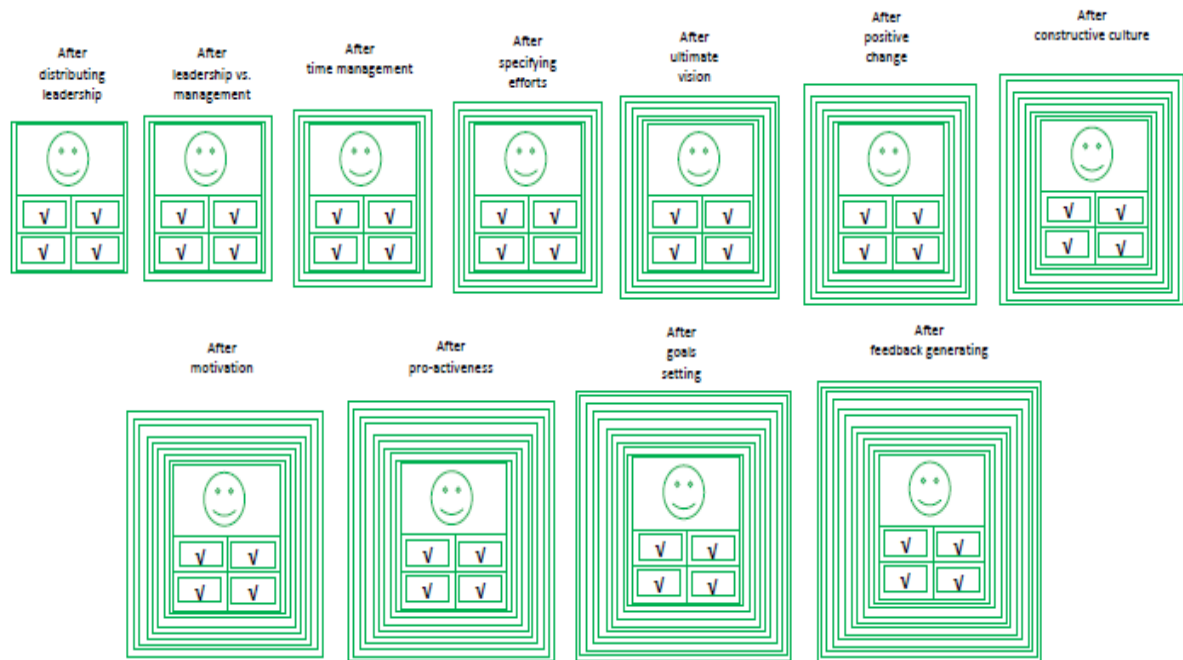 After
distributing
leadership
After
leadership vs.
management
After
time management
After
specifying
efforts
After
ultimate
vision
After
positive
change
After
constructive culture
√ √
√ √
√ √
√ √
√ √
√ √
√ √
√ √
√ √
√ √
√ √
√ √
√ √
√ √
After
motivation
After
pro-activeness
After
goals
setting
After
feedback generating
√ √
√ √
√ √
√ √
√ √
√ √
√ √
√ √